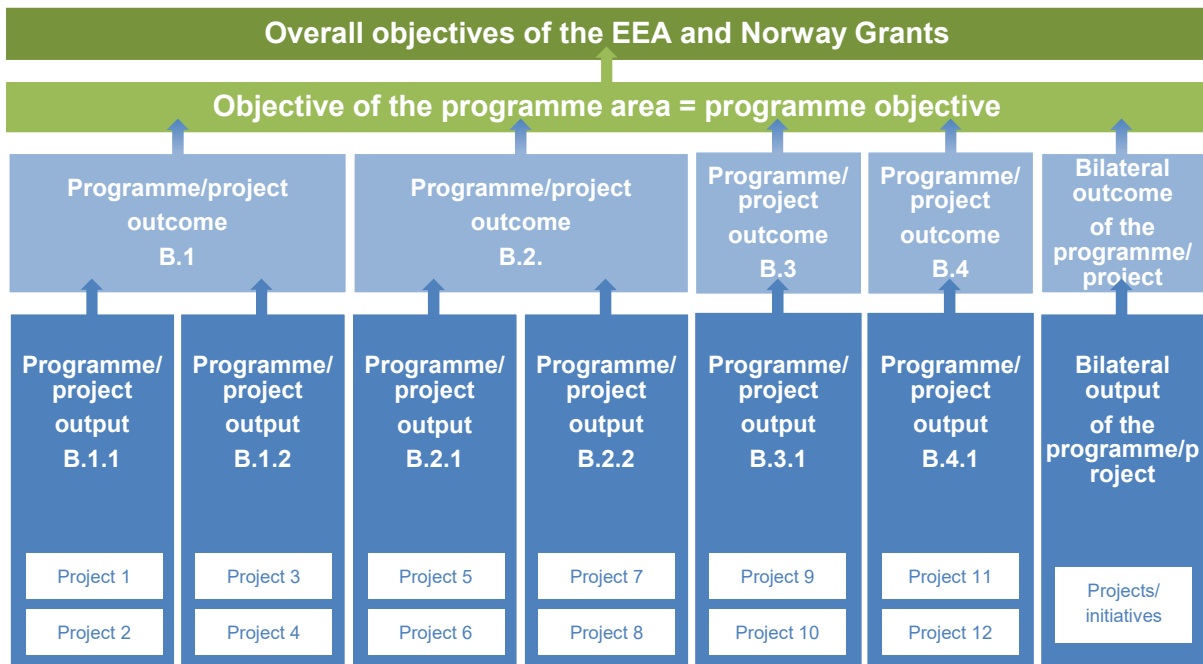 Overall objectives of the EEA and Norway Grants
Objective of the programme area = programme objective
Programme/project
outcome
B.1
Programme/project
outcome
B.2.
Programme/
project
outcome
B.3
Programme/
project
outcome
B.4
Bilateral
outcome
of the
programme/
project
Programme/
project
output
B.1.1
Programme/
project
output
B.1.2
Programme/
project
output
B.2.1
Programme/
project
output
B.2.2
Programme/
project
output
B.3.1
Programme/
project
output
B.4.1
Bilateral
output
of the
programme/p
roject
Project 1
Project 2
Project 3
Project 4
Project 5
Project 6
Project 7
Project 8
Project 9
Project 10
Project 11
Project 12
Projects/
initiatives